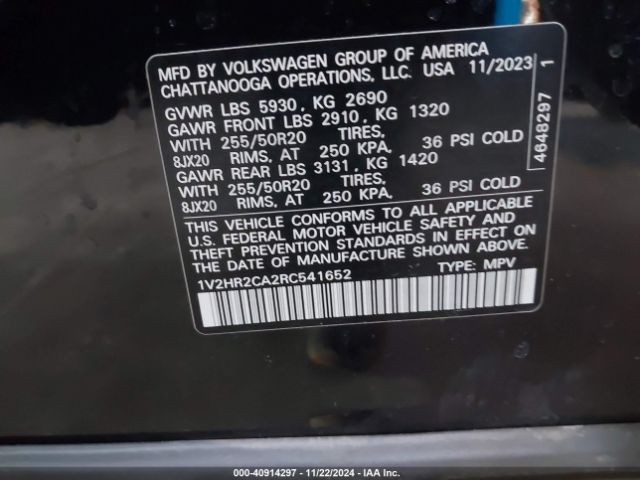 MFD BY VOLKSWAGEN GROUP OF AMERICA
CHATTANOOGA OPERATIONS, LLC. USA 11/2023
GVWR LBS 5930 , KG 2690
GAWR FRONT LBS 2910 , KG 1320
WITH 255/50R20 TIRES,
8JX20 RIMS, AT 250 KPA, 36 PSI COLD
GAWR REAR LBS 3131 , KG 1420
WITH 255/50R20 TIRES,
8JX20 RIMS, AT 250 KPA, 36 PSI COLD
THIS VEHICLE CONFORMS TO ALL APPLICABLE
U.S. FEDERAL MOTOR VEHICLE SAFETY AND
THEFT PREVENTION STANDARDS IN EFFECT ON
THE DATE OF MANUFACTURE SHOWN ABOVE.
1V2HR2CA2RC541652 TYPE: MPV
4648297 1
000-40914297 - 11/22/2024 - IAA Inc.